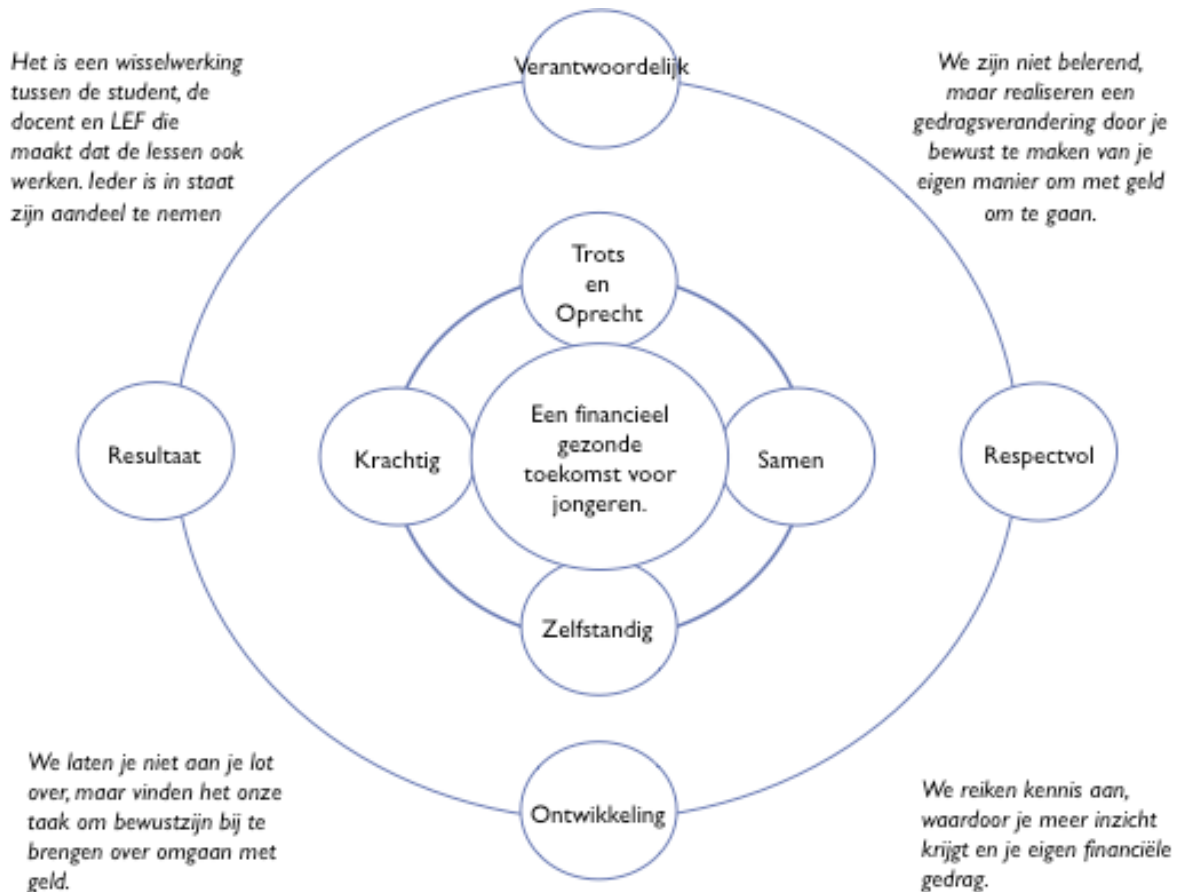 Het is een wisselwerking
tussen de student, de
docent en LEF die
maakt dat de lessen ook
werken. Ieder is in staat
zijn aandeel te nemen
Verantwoordelijk
We zijn niet belerend,
maar realiseren een
gedragsverandering door je
bewust te maken van je
eigen manier om met geld
om te gaan.
Trots
en
Oprecht
Resultaat
Krachtig
Een financieel
gezonde
toekomst voor
jongeren.
Samen
Respectvol
Zelfstandig
We laten je niet aan je lot
over, maar vinden het onze
taak om bewustzijn bij te
brengen over omgaan met
geld.
Ontwikkeling
We reiken kennis aan,
waardoor je meer inzicht
krijgt en je eigen financiële
gedrag.